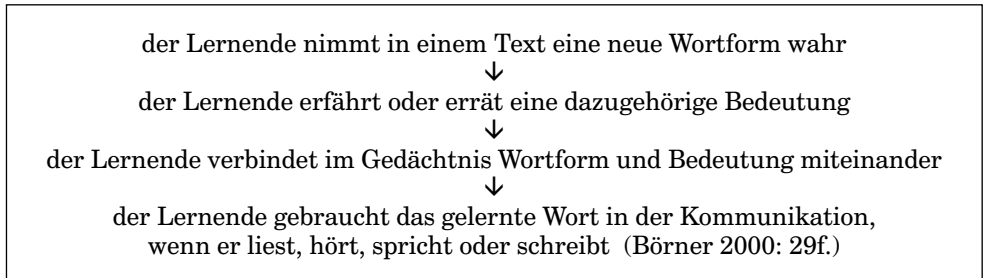 der Lernende nimmt in einem Text eine neue Wortform wahr
↓
der Lernende erfährt oder errät eine dazugehörige Bedeutung
↓
der Lernende verbindet im Gedächtnis Wortform und Bedeutung miteinander
↓
der Lernende gebraucht das gelernte Wort in der Kommunikation,
wenn er liest, hört, spricht oder schreibt (Börner 2000: 29f.)